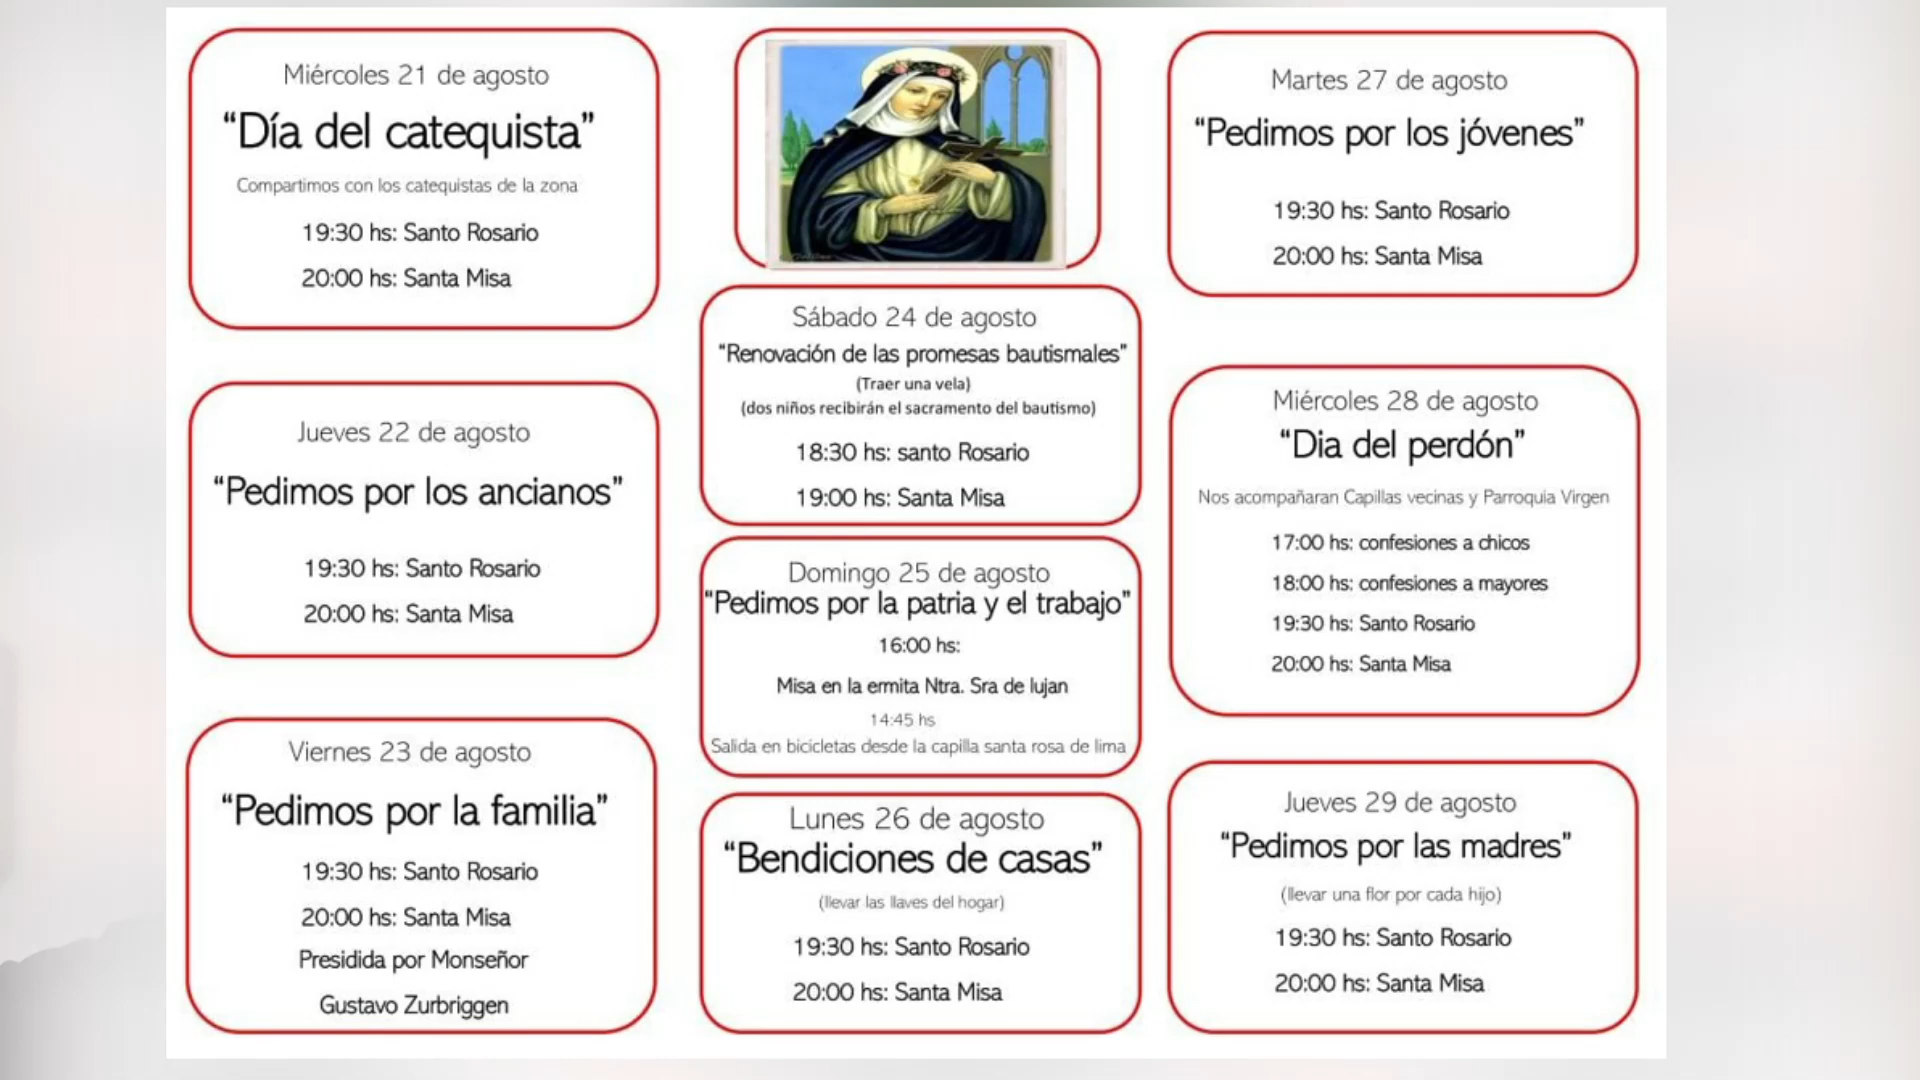 Miércoles 21 de agosto
“Día del catequista”
Compartimos con los catequistas de la zona
19:30 hs: Santo Rosario
20:00 hs: Santa Misa
Jueves 22 de agosto
“Pedimos por los ancianos”
19:30 hs: Santo Rosario
20:00 hs: Santa Misa
Viernes 23 de agosto
“Pedimos por la familia”
19:30 hs: Santo Rosario
20:00 hs: Santa Misa
Presidida por Monseñor
Gustavo Zurbriggen
Sábado 24 de agosto
“Renovación de las promesas bautismales”
(Traer una vela)
(dos niños recibirán el sacramento del bautismo)
18:30 hs: santo Rosario
19:00 hs: Santa Misa
Domingo 25 de agosto
“Pedimos por la patria y el trabajo”
16:00 hs:
Misa en la ermita Ntra. Sra de lujan
14:45 hs
Salida en bicicletas desde la capilla santa rosa de lima
Lunes 26 de agosto
“Bendiciones de casas”
(llevar las llaves del hogar)
19:30 hs: Santo Rosario
20:00 hs: Santa Misa
Martes 27 de agosto
“Pedimos por los jóvenes”
19:30 hs: Santo Rosario
20:00 hs: Santa Misa
Miércoles 28 de agosto
“Dia del perdón”
Nos acompañaran Capillas vecinas y Parroquia Virgen
17:00 hs: confesiones a chicos
18:00 hs: confesiones a mayores
19:30 hs: Santo Rosario
20:00 hs: Santa Misa
Jueves 29 de agosto
“Pedimos por las madres”
(llevar una flor por cada hijo)
19:30 hs: Santo Rosario
20:00 hs: Santa Misa